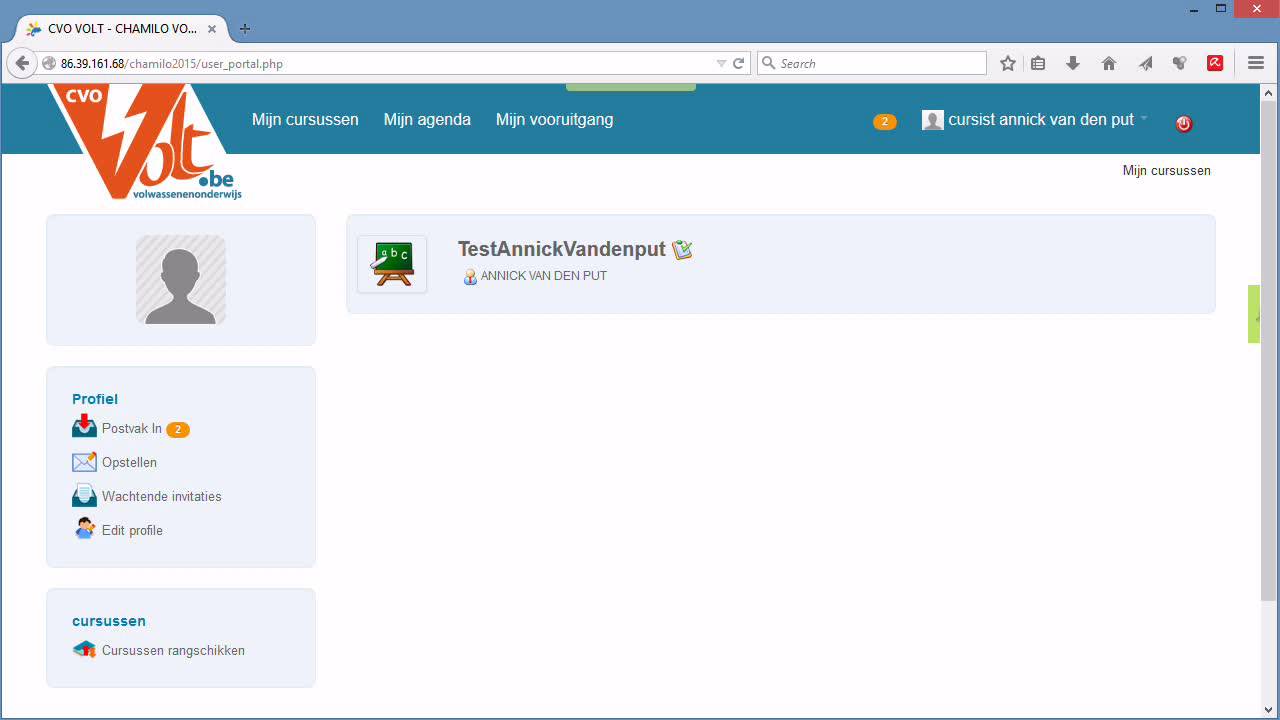 CVO VOLT - CHAMILO VO...
86.39.161.68/chamilo2015/user_portal.php
Search
CVO
Volt
.be
volwassenenonderwijs
Mijn cursussen
Mijn agenda
Mijn vooruitgang
2
cursist annick van den put
Mijn cursussen
TestAnnickVandenput
ANNICK VAN DEN PUT
a b c
Profiel
Postvak In 2
Opstellen
Wachtende invitaties
Edit profile
cursussen
Cursussen rangschikken